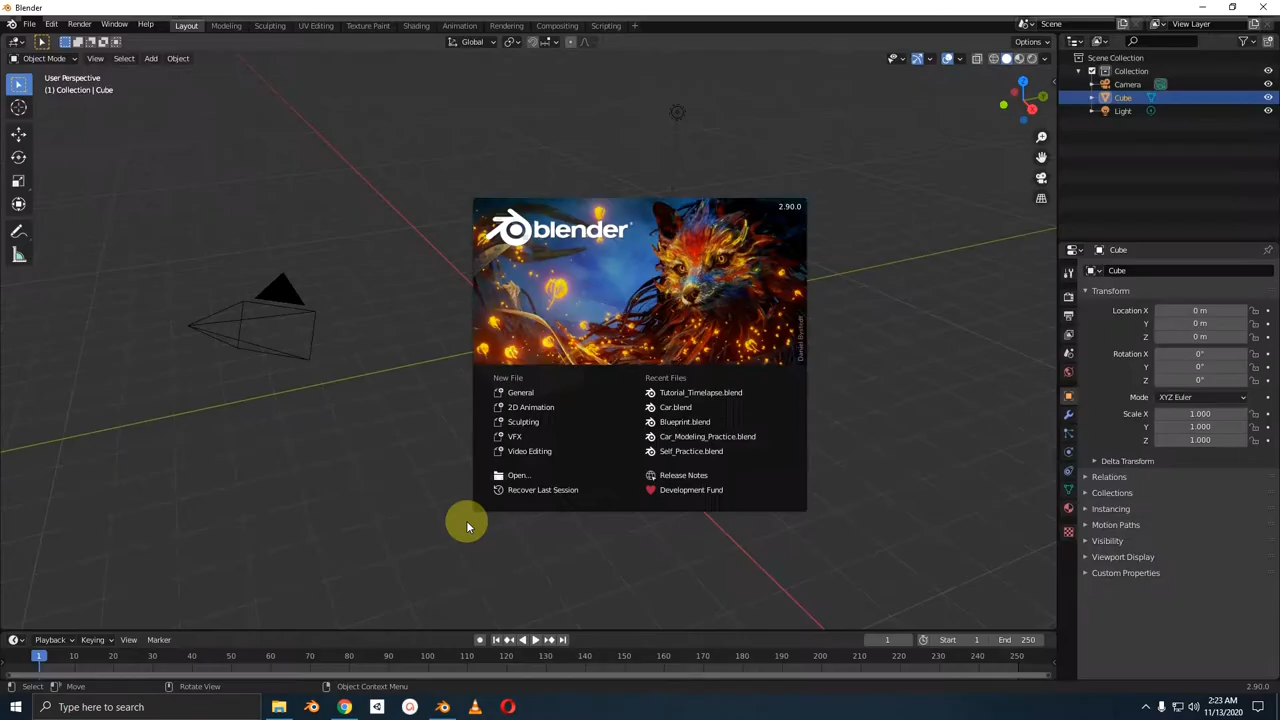 Blender
File Edit Render Window Help Layout Modeling Sculpting UV Editing Texture Paint Shading Animation Rendering Compositing Scripting + Scene View Layer
Global Options
Object Mode View Select Add Object
User Perspective
(1) Collection | Cube
Scene Collection
Collection
Camera
Cube
Light
2.90.0
blender
Daniel Bystedt
New File
General
2D Animation
Sculpting
VFX
Video Editing
Open...
Recover Last Session
Recent Files
Tutorial_Timelapse.blend
Car.blend
Blueprint.blend
Car_Modeling_Practice.blend
Self_Practice.blend
Release Notes
Development Fund
Cube
Cube
Transform
Location X 0 m
Y 0 m
Z 0 m
Rotation X 0°
Y 0°
Z 0°
Mode XYZ Euler
Scale X 1.000
Y 1.000
Z 1.000
Delta Transform
Relations
Collections
Instancing
Motion Paths
Visibility
Viewport Display
Custom Properties
Playback Keying View Marker 1 Start 1 End 250
1 10 20 30 40 50 60 70 80 90 100 110 120 130 140 150 160 170 180 190 200 210 220 230 240 250
Select Move Rotate View Object Context Menu 2.90.0
Type here to search
2:23 AM
11/13/2020